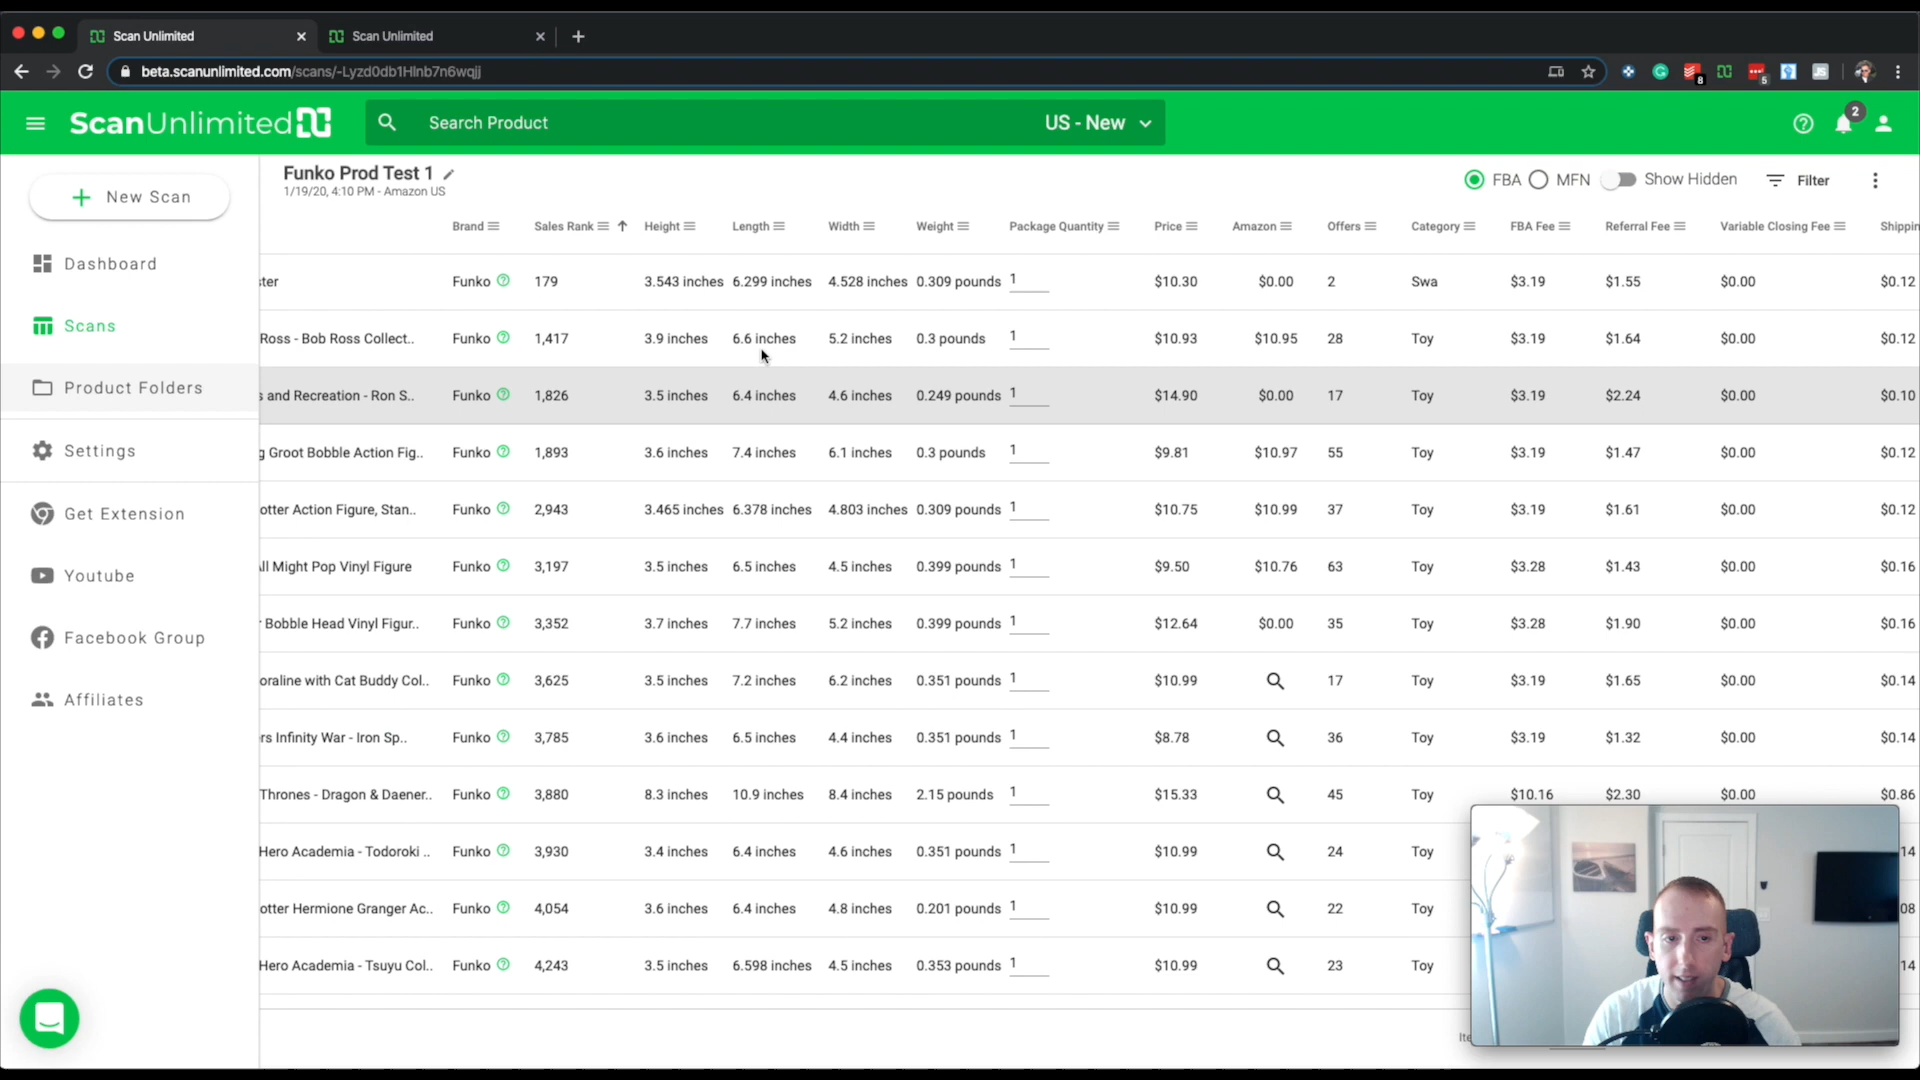 Scan Unlimited
Scan Unlimited
beta.scanunlimited.com/scans/-Lyzd0db1HInb7n6wqjj
8
5
ScanUnlimited
Search Product
US - New
2
New Scan
Dashboard
Scans
Product Folders
Settings
Get Extension
Youtube
Facebook Group
Affiliates
Funko Prod Test 1
1/19/20, 4:10 PM - Amazon US
FBA MFN Show Hidden Filter
Brand Sales Rank Height Length Width Weight Package Quantity Price Amazon Offers Category FBA Fee Referral Fee Variable Closing Fee Shippin
ster Funko 179 3.543 inches 6.299 inches 4.528 inches 0.309 pounds 1 $10.30 $0.00 2 Swa $3.19 $1.55 $0.00 $0.12
Ross - Bob Ross Collect.. Funko 1,417 3.9 inches 6.6 inches 5.2 inches 0.3 pounds 1 $10.93 $10.95 28 Toy $3.19 $1.64 $0.00 $0.12
s and Recreation - Ron S.. Funko 1,826 3.5 inches 6.4 inches 4.6 inches 0.249 pounds 1 $14.90 $0.00 17 Toy $3.19 $2.24 $0.00 $0.10
g Groot Bobble Action Fig.. Funko 1,893 3.6 inches 7.4 inches 6.1 inches 0.3 pounds 1 $9.81 $10.97 55 Toy $3.19 $1.47 $0.00 $0.12
otter Action Figure, Stan.. Funko 2,943 3.465 inches 6.378 inches 4.803 inches 0.309 pounds 1 $10.75 $10.99 37 Toy $3.19 $1.61 $0.00 $0.12
All Might Pop Vinyl Figure Funko 3,197 3.5 inches 6.5 inches 4.5 inches 0.399 pounds 1 $9.50 $10.76 63 Toy $3.28 $1.43 $0.00 $0.16
r Bobble Head Vinyl Figur.. Funko 3,352 3.7 inches 7.7 inches 5.2 inches 0.399 pounds 1 $12.64 $0.00 35 Toy $3.28 $1.90 $0.00 $0.16
oraline with Cat Buddy Col.. Funko 3,625 3.5 inches 7.2 inches 6.2 inches 0.351 pounds 1 $10.99 17 Toy $3.19 $1.65 $0.00 $0.14
rs Infinity War - Iron Sp.. Funko 3,785 3.6 inches 6.5 inches 4.4 inches 0.351 pounds 1 $8.78 36 Toy $3.19 $1.32 $0.00 $0.14
Thrones - Dragon & Daener.. Funko 3,880 8.3 inches 10.9 inches 8.4 inches 2.15 pounds 1 $15.33 45 Toy $10.16 $2.30 $0.00 $0.86
Hero Academia - Todoroki .. Funko 3,930 3.4 inches 6.4 inches 4.6 inches 0.351 pounds 1 $10.99 24 Toy 14
otter Hermione Granger Ac.. Funko 4,054 3.6 inches 6.4 inches 4.8 inches 0.201 pounds 1 $10.99 22 Toy 08
Hero Academia - Tsuyu Col.. Funko 4,243 3.5 inches 6.598 inches 4.5 inches 0.353 pounds 1 $10.99 23 Toy 14
Ite